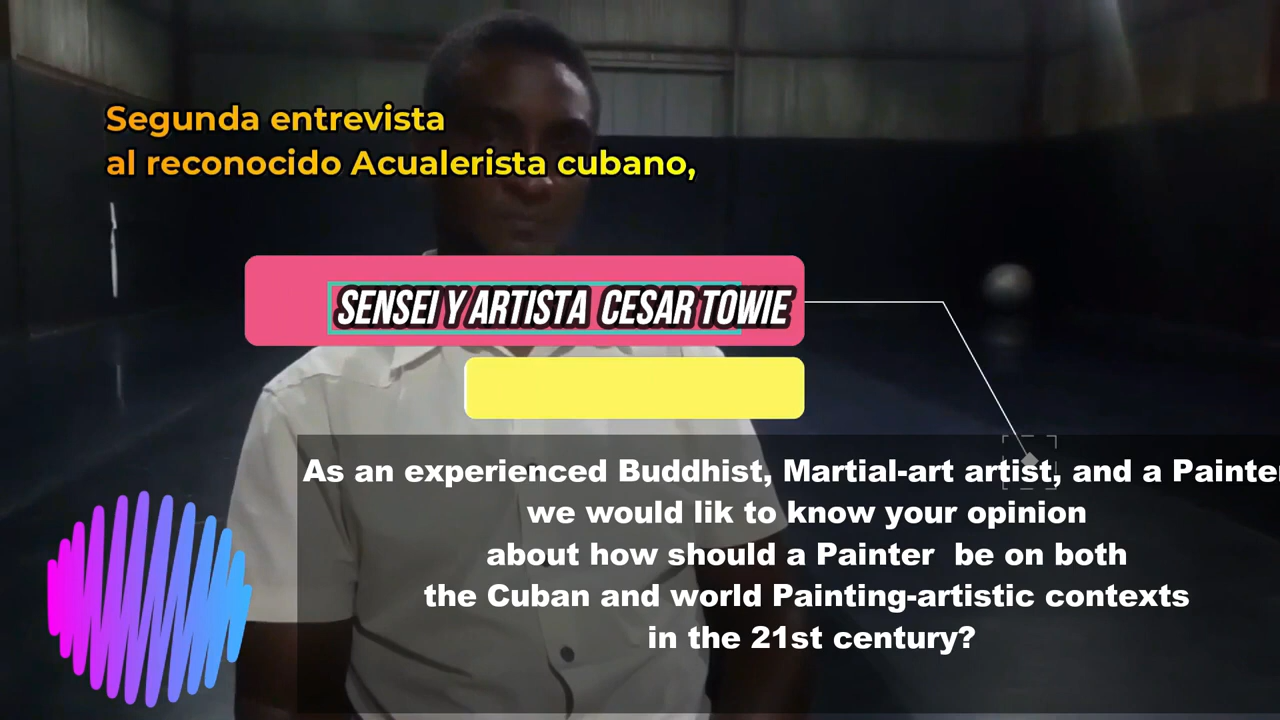 Segunda entrevista
al reconocido Acualerista cubano,
SENSEI Y ARTISTA CESAR TOWIE
As an experienced Buddhist, Martial-art artist, and a Painter
we would lik to know your opinion
about how should a Painter be on both
the Cuban and world Painting-artistic contexts
in the 21st century?